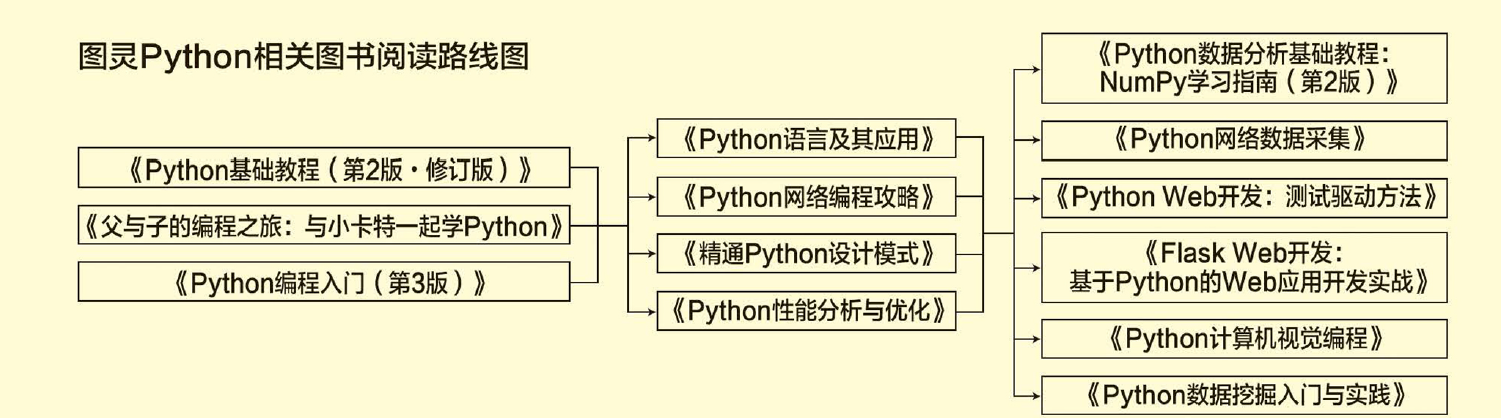 图灵Python相关图书阅读路线图
《Python基础教程（第2版·修订版）》
《父与子的编程之旅：与小卡特一起学Python》
《Python编程入门（第3版）》
《Python语言及其应用》
《Python网络编程攻略》
《精通Python设计模式》
《Python性能分析与优化》
《Python数据分析基础教程：
NumPy学习指南（第2版）》
《Python网络数据采集》
《Python Web开发：测试驱动方法》
《Flask Web开发：
基于Python的Web应用开发实战》
《Python计算机视觉编程》
《Python数据挖掘入门与实践》